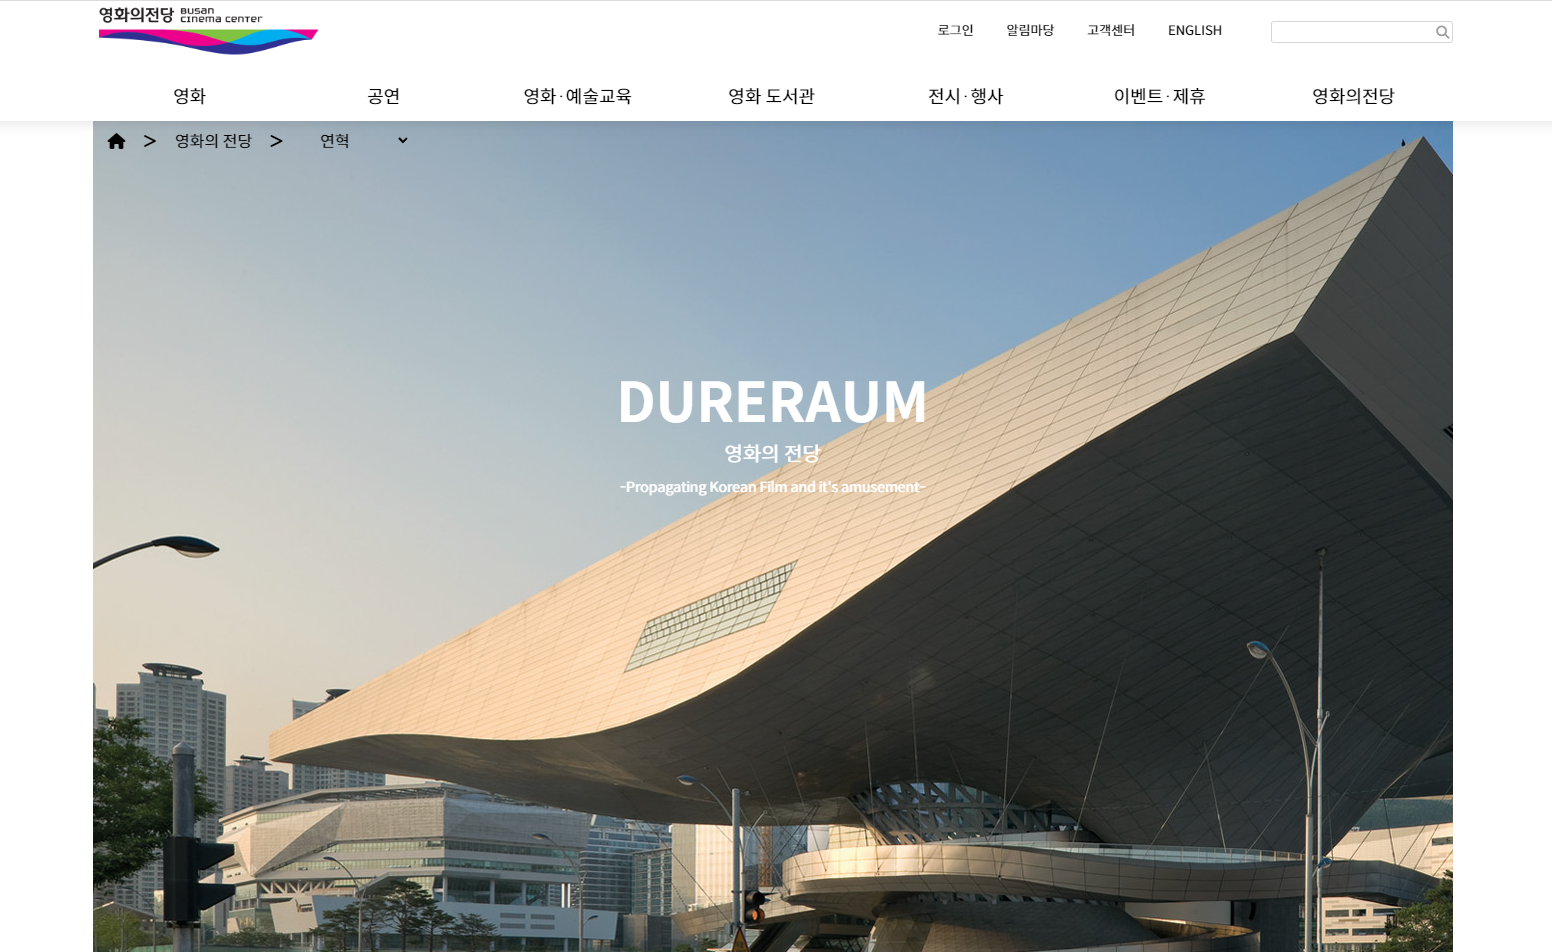 영화의전당 BUSAN CINEMA CENTER
로그인 알림마당 고객센터 ENGLISH
영화 공연 영화·예술교육 영화 도서관 전시·행사 이벤트·제휴 영화의전당
> 영화의 전당 > 연혁
DURERAUM
영화의 전당
-Propagating Korean Film and it's amusement-